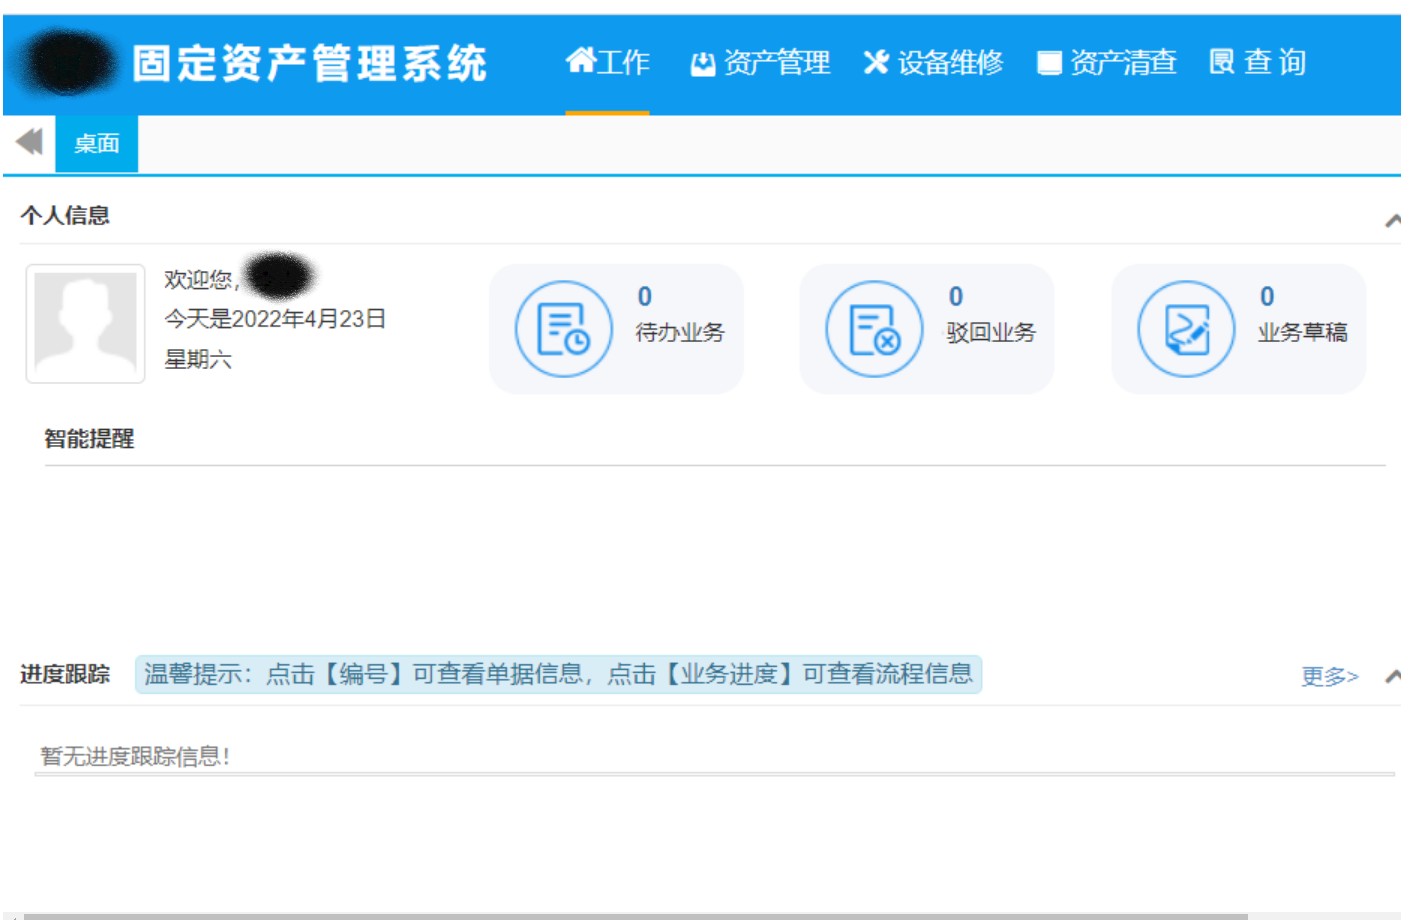 固定资产管理系统 工作 资产管理 设备维修 资产清查 查询
桌面
个人信息
欢迎您,
今天是2022年4月23日
星期六
0
待办业务
0
驳回业务
0
业务草稿
智能提醒
进度跟踪 温馨提示：点击【编号】可查看单据信息，点击【业务进度】可查看流程信息 更多>
暂无进度跟踪信息!